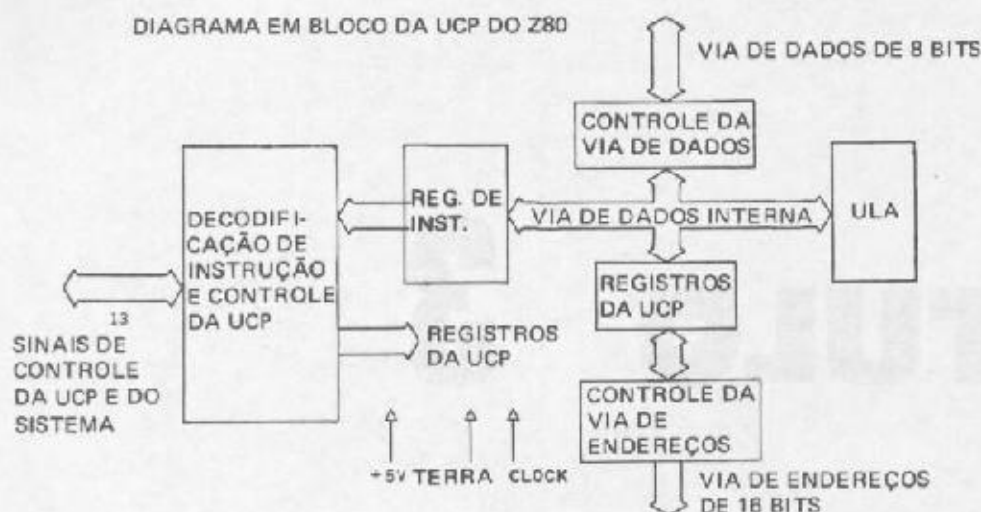 DIAGRAMA EM BLOCO DA UCP DO Z80
VIA DE DADOS DE 8 BITS
CONTROLE DA
VIA DE DADOS
DECODIFI-
CAÇÃO DE
INSTRUÇÃO
E CONTROLE
DA UCP
REG. DE
INST.
VIA DE DADOS INTERNA
ULA
REGISTROS
DA UCP
13
SINAIS DE
CONTROLE
DA UCP E DO
SISTEMA
REGISTROS
DA UCP
CONTROLE DA
VIA DE
ENDEREÇOS
+5V TERRA CLOCK
VIA DE ENDEREÇOS
DE 16 BITS